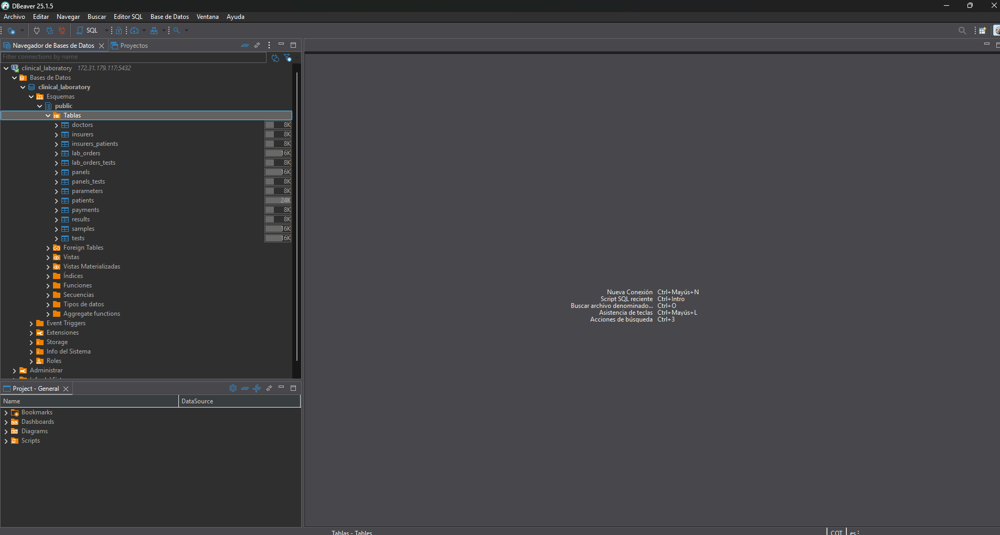 DBeaver 25.1.5
Archivo Editar Navegar Buscar Editor SQL Base de Datos Ventana Ayuda
SQL
Navegador de Bases de Datos Proyectos
Filter connections by name
clinical_laboratory 172.31.179.117:5432
Bases de Datos
clinical_laboratory
Esquemas
public
Tablas
doctors 8K
insurers 8K
insurers_patients 8K
lab_orders 16K
lab_orders_tests 8K
panels 16K
panels_tests 8K
parameters 8K
patients 24K
payments 8K
results 8K
samples 16K
tests 16K
Foreign Tables
Vistas
Vistas Materializadas
Índices
Funciones
Secuencias
Tipos de datos
Aggregate functions
Event Triggers
Extensiones
Storage
Info del Sistema
Roles
Administrar
Project - General
Name DataSource
Bookmarks
Dashboards
Diagrams
Scripts
Nueva Conexión Ctrl+Mayús+N
Script SQL reciente Ctrl+Intro
Buscar archivo denominado... Ctrl+O
Asistencia de teclas Ctrl+Mayús+L
Acciones de búsqueda Ctrl+3
Tablas - Tables COT es